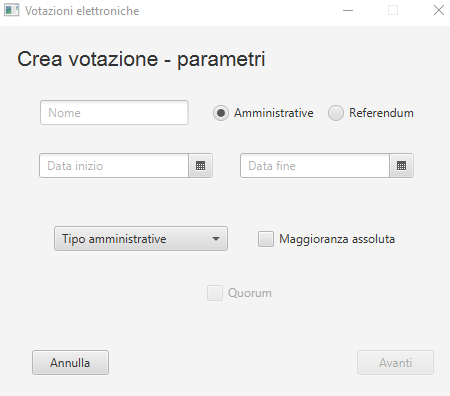 Votazioni elettroniche
Crea votazione - parametri
Nome Amministrative Referendum
Data inizio Data fine
Tipo amministrative Maggioranza assoluta
Quorum
Annulla Avanti